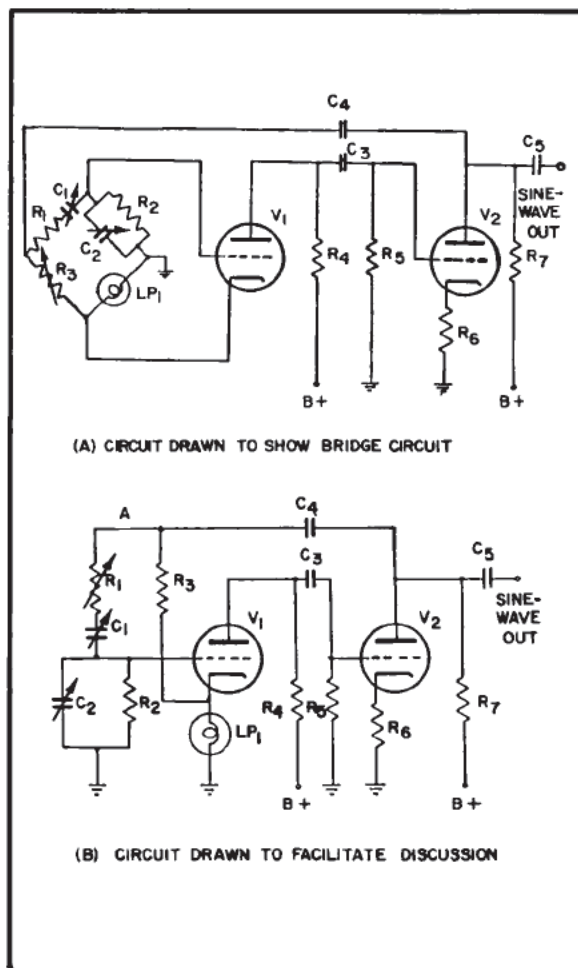 C4
C5
C3
C1
R1
R2
V1
SINE-
WAVE
OUT
C2
V2
R3
R4
R5
R7
LP1
R6
B+
B+
(A) CIRCUIT DRAWN TO SHOW BRIDGE CIRCUIT
A
C4
C3
C5
R1
R3
V1
V2
SINE-
WAVE
OUT
C1
C2
R2
R4
R5
R7
LP1
R6
B+
B+
(B) CIRCUIT DRAWN TO FACILITATE DISCUSSION